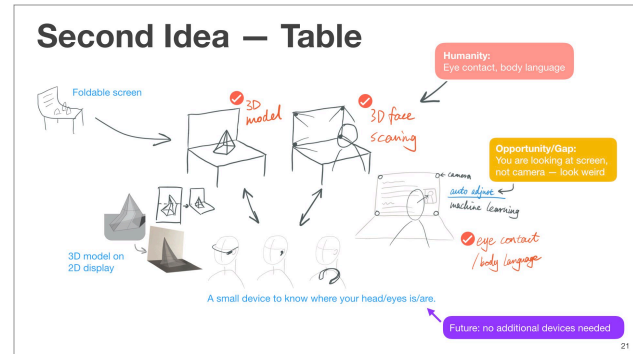 Second Idea — Table
Humanity:
Eye contact, body language
Foldable screen
3D
model
3D face
scaning
Opportunity/Gap:
You are looking at screen,
not camera — look weird
camera
auto adjust
machine learning
eye contact
/body language
3D model on
2D display
A small device to know where your head/eyes is/are.
Future: no additional devices needed
21